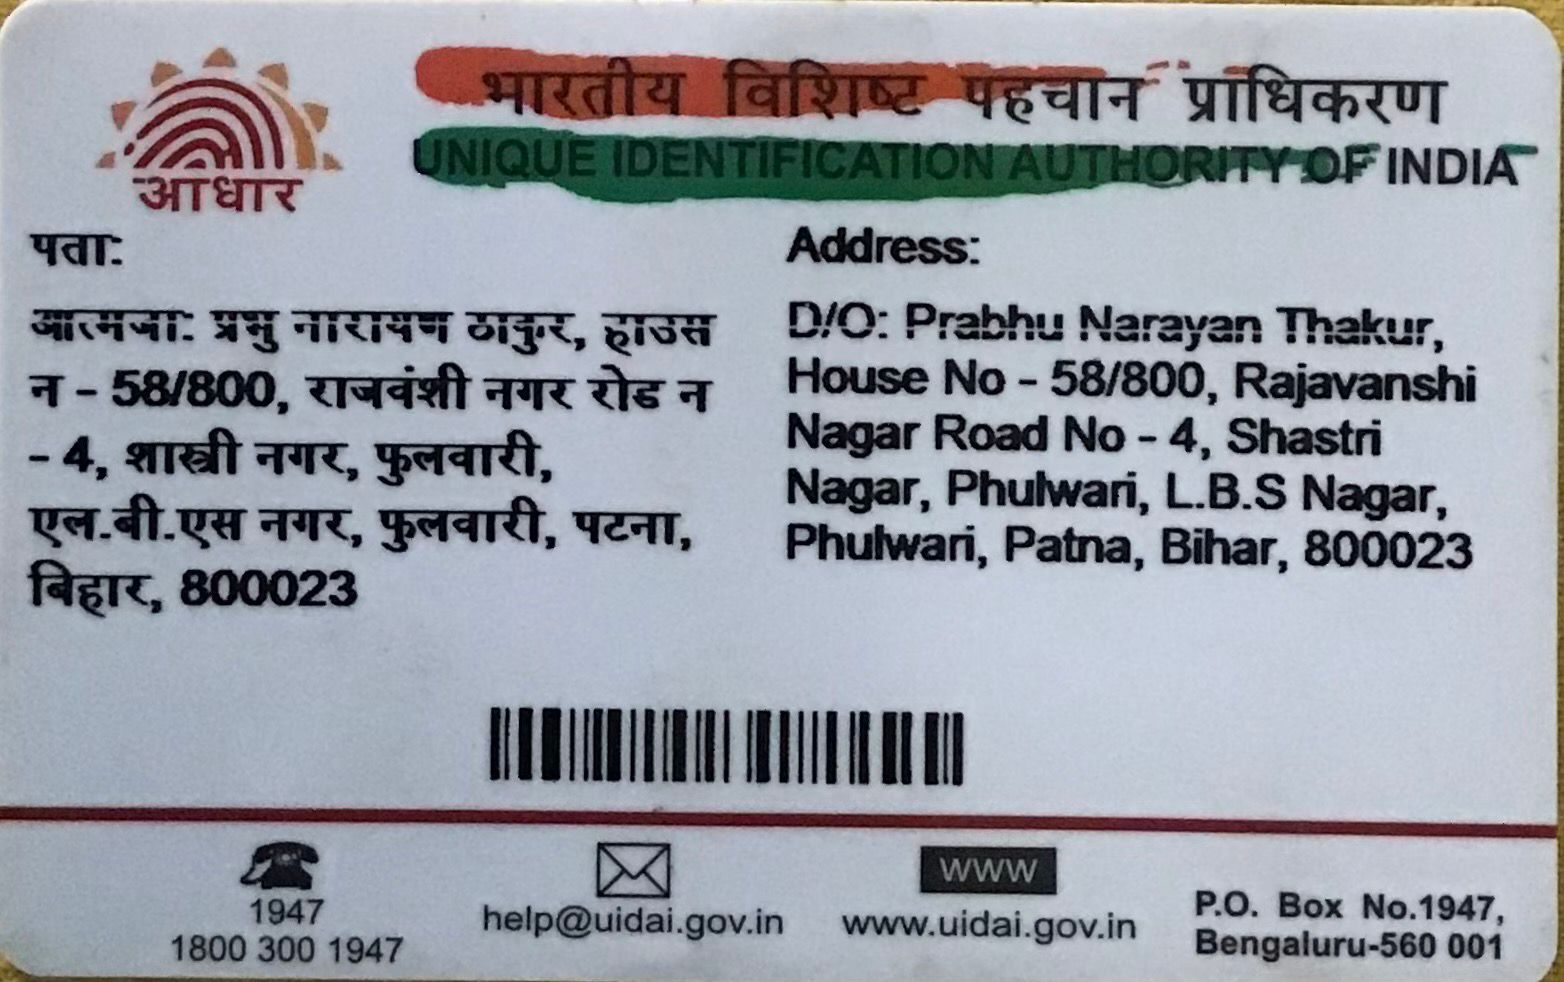 भारतीय विशिष्ट पहचान प्राधिकरण
UNIQUE IDENTIFICATION AUTHORITY OF INDIA
आधार
पता:
आत्मजा: प्रभु नारायण ठाकुर, हाउस
न - 58/800, राजवंशी नगर रोड न
- 4, शास्त्री नगर, फुलवारी,
एल.बी.एस नगर, फुलवारी, पटना,
बिहार, 800023
Address:
D/O: Prabhu Narayan Thakur,
House No - 58/800, Rajavanshi
Nagar Road No - 4, Shastri
Nagar, Phulwari, L.B.S Nagar,
Phulwari, Patna, Bihar, 800023
1947
1800 300 1947
help@uidai.gov.in
www
www.uidai.gov.in
P.O. Box No.1947,
Bengaluru-560 001